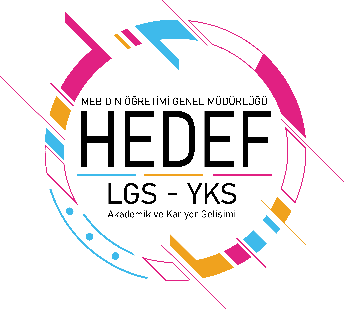 MEB DİN ÖĞRETİMİ GENEL MÜDÜRLÜĞÜ
HEDEF
LGS - YKS
Akademik ve Kariyer Gelişimi